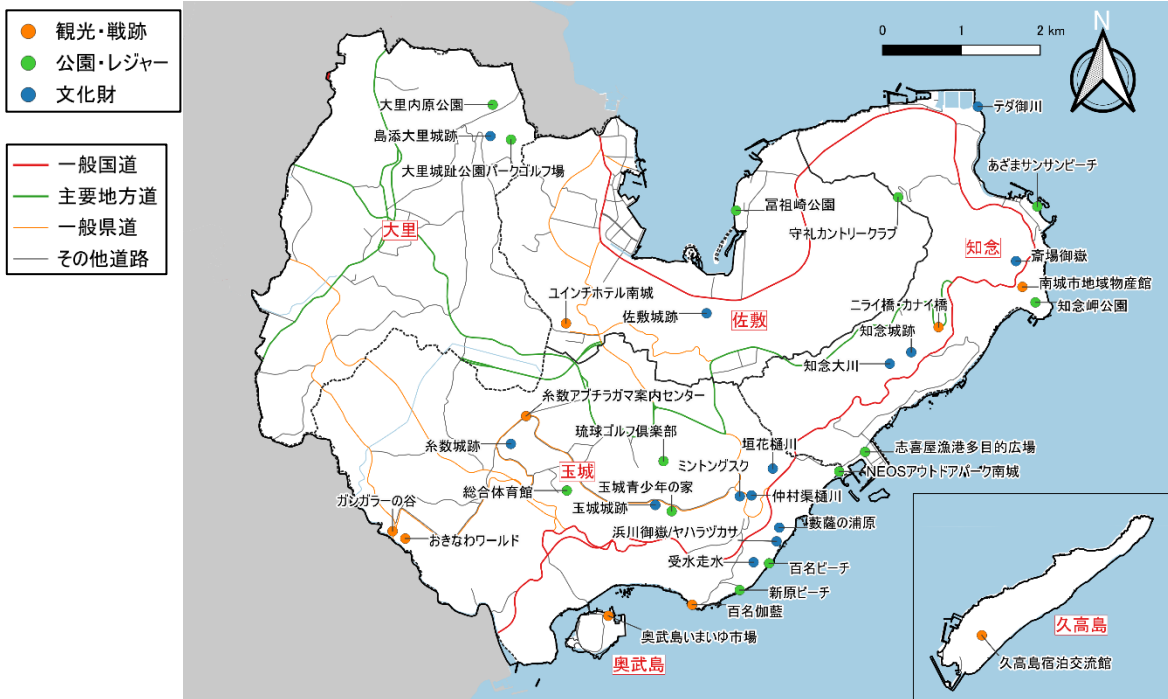 観光・戦跡
公園・レジャー
文化財
一般国道
主要地方道
一般県道
その他道路
0 1 2 km
N
大里内原公園
島添大里城跡
大里城趾公園パークゴルフ場
テダ御川
あざまサンサンビーチ
冨祖崎公園
守礼カントリークラブ
大里
知念
斎場御嶽
南城市地域物産館
知念岬公園
ユインチホテル南城
佐敷城跡
佐敷
ニライ橋・カナイ橋
知念城跡
知念大川
糸数アブチラガマ案内センター
琉球ゴルフ倶楽部
糸数城跡
垣花樋川
志喜屋漁港多目的広場
NEOSアウトドアパーク南城
玉城
ミントングスク
総合体育館
玉城青少年の家
仲村渠樋川
ガンガラーの谷
玉城城跡
おきなわワールド
浜川御嶽/ヤハラヅカサ
藪薩の浦原
受水走水
百名ビーチ
新原ビーチ
百名伽藍
奥武島いまいゆ市場
奥武島
久高島
久高島宿泊交流館